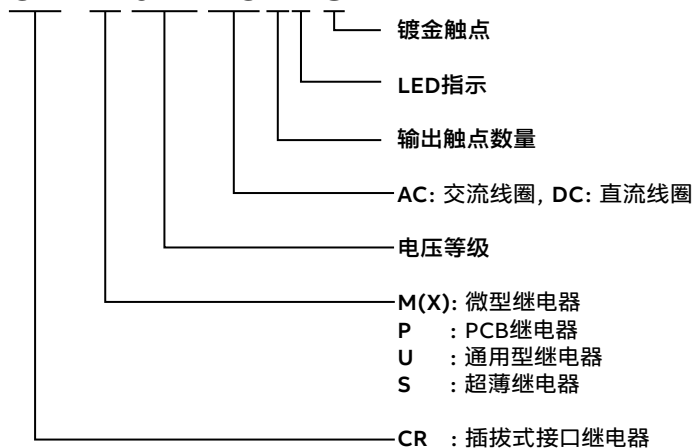 镀金触点
LED指示
输出触点数量
AC: 交流线圈, DC: 直流线圈
电压等级
M(X): 微型继电器
P : PCB继电器
U : 通用型继电器
S : 超薄继电器
CR : 插拔式接口继电器